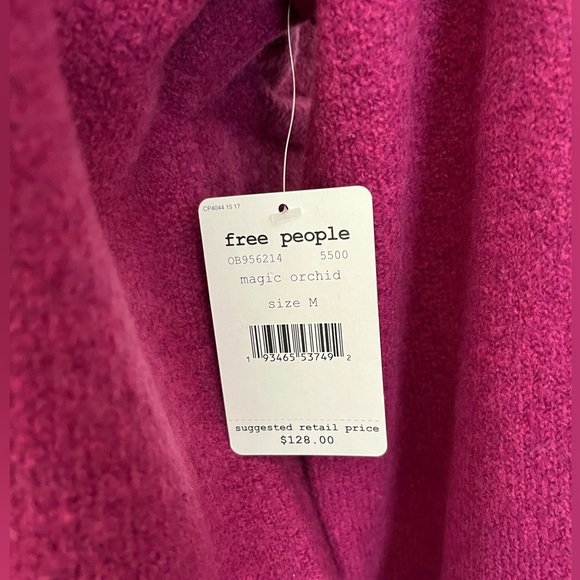 CP4044 15 17
free people
OB956214 5500
magic orchid
size M
1 93465 53749 2
suggested retail price
$128.00